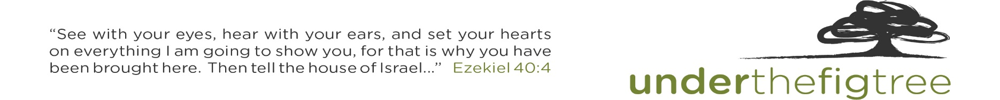 “See with your eyes, hear with your ears, and set your hearts
on everything I am going to show you, for that is why you have
been brought here.  Then tell the house of Israel...”   Ezekiel 40:4
underthefigtree